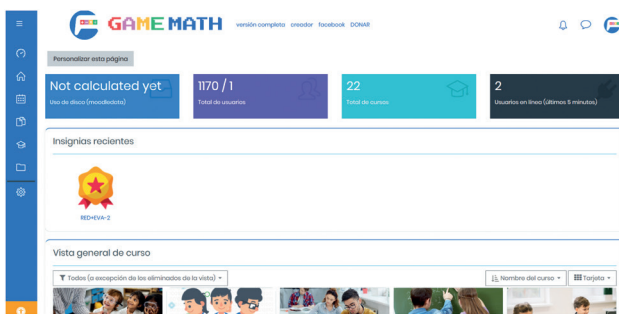 GAME MATH
versión completa creador facebook DONAR
Personalizar esta página
Not calculated yet
Uso de disco (moodledata)
1170 / 1
Total de usuarios
22
Total de cursos
2
Usuarios en línea (últimos 5 minutos)
Insignias recientes
RED+EVA-2
Vista general de curso
Todos (a excepción de los eliminados de la vista)
Nombre del curso
Tarjeta